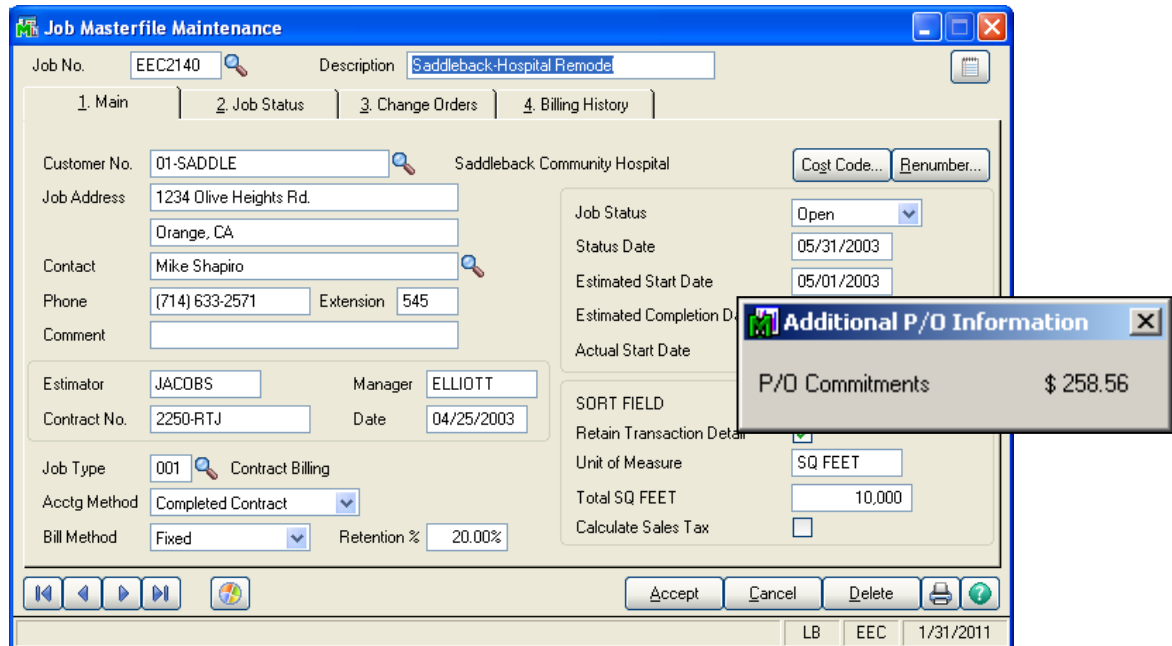 Job Masterfile Maintenance
Job No. EEC2140 Description Saddleback-Hospital Remodel
1. Main 2. Job Status 3. Change Orders 4. Billing History
Customer No. 01-SADDLE Saddleback Community Hospital Cost Code... Renumber...
Job Address 1234 Olive Heights Rd.
Orange, CA
Contact Mike Shapiro
Phone (714) 633-2571 Extension 545
Comment
Job Status Open
Status Date 05/31/2003
Estimated Start Date 05/01/2003
Estimated Completion D
Actual Start Date
Additional P/O Information
P/O Commitments $ 258.56
Estimator JACOBS Manager ELLIOTT
Contract No. 2250-RTJ Date 04/25/2003
SORT FIELD
Retain Transaction Detail
Job Type 001 Contract Billing
Unit of Measure SQ FEET
Acctg Method Completed Contract
Total SQ FEET 10,000
Bill Method Fixed Retention % 20.00%
Calculate Sales Tax
Accept Cancel Delete
LB EEC 1/31/2011